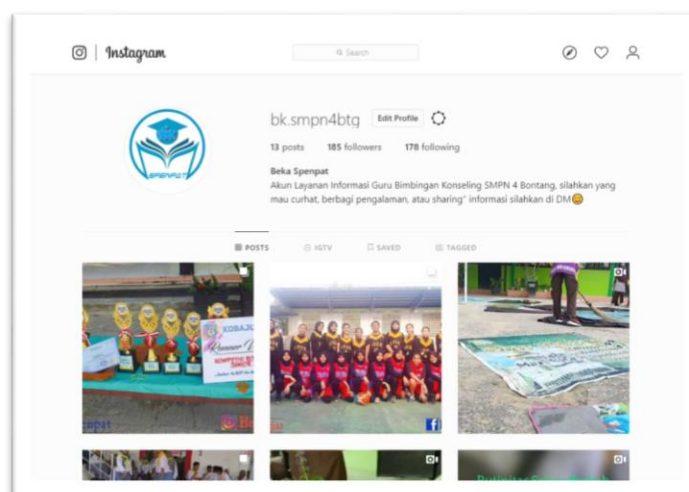 Instagram
Search
bk.smpn4btg Edit Profile
13 posts 185 followers 178 following
Beka Spenpat
Akun Layanan Informasi Guru Bimbingan Konseling SMPN 4 Bontang, silahkan yang
mau curhat, berbagi pengalaman, atau sharing" informasi silahkan di DM😊
SPENPAT
POSTS IGTV SAVED TAGGED
KOBAJU